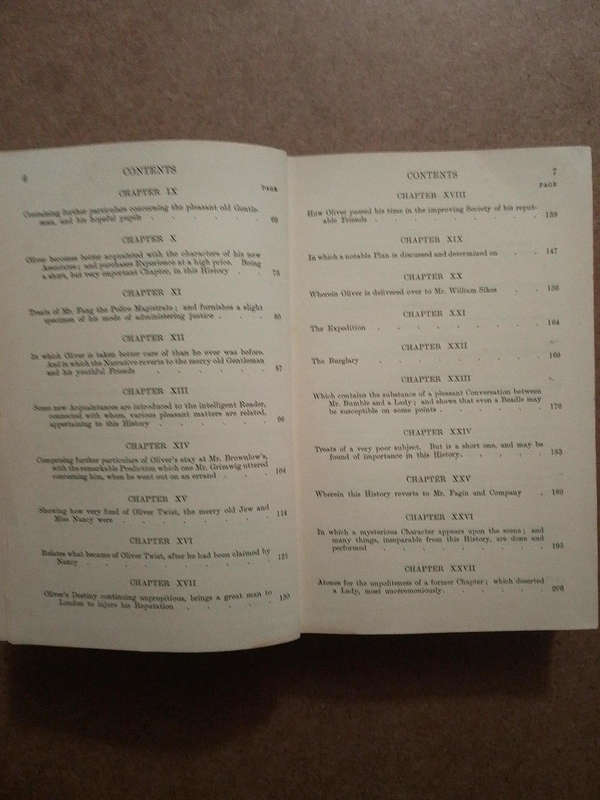 6
CONTENTS
PAGE
CHAPTER IX
Containing further particulars concerning the pleasant old Gentle-
man, and his hopeful pupils . . . . . . 69
CHAPTER X
Oliver becomes better acquainted with the characters of his new
Associates; and purchases Experience at a high price. Being
a short, but very important Chapter, in this History . . 76
CHAPTER XI
Treats of Mr. Fang the Police Magistrate; and furnishes a slight
specimen of his mode of administering justice . . .
CHAPTER XII
In which Oliver is taken better care of than he ever was before.
And in which the Narrative reverts to the merry old Gentleman
and his youthful Friends . . . . . . 87
CHAPTER XIII
Some new Acquaintances are introduced to the intelligent Reader,
connected with whom, various pleasant matters are related,
appertaining to this History . . . . .
CHAPTER XIV
Comprising further particulars of Oliver's stay at Mr. Brownlow's,
with the remarkable Prediction which one Mr. Grimwig uttered
concerning him, when he went out on an errand . . . 104
CHAPTER XV
Showing how very fond of Oliver Twist, the merry old Jew and
Miss Nancy were . . . . . . . 114
CHAPTER XVI
Relates what became of Oliver Twist, after he had been claimed by
Nancy . . . . . . . . 121
CHAPTER XVII
Oliver's Destiny continuing unpropitious, brings a great man to
London to injure his Reputation . . . . . 130
CONTENTS
7
PAGE
CHAPTER XVIII
How Oliver passed his time in the improving Society of his reput-
able Friends . . . . . . . 139
CHAPTER XIX
In which a notable Plan is discussed and determined on . . 147
CHAPTER XX
Wherein Oliver is delivered over to Mr. William Sikes . . 156
CHAPTER XXI
The Expedition . . . . . . . . 164
CHAPTER XXII
The Burglary . . . . . . . . 169
CHAPTER XXIII
Which contains the substance of a pleasant Conversation between
Mr. Bumble and a Lady; and shows that even a Beadle may
be susceptible on some points . . . . . . 176
CHAPTER XXIV
Treats of a very poor subject. But is a short one, and may be
found of importance in this History. . . . . 183
CHAPTER XXV
Wherein this History reverts to Mr. Fagin and Company . 189
CHAPTER XXVI
In which a mysterious Character appears upon the scene; and
many things, inseparable from this History, are done and
performed . . . . . . . . 195
CHAPTER XXVII
Atones for the unpoliteness of a former Chapter; which deserted
a Lady, most unceremoniously. . . . . .